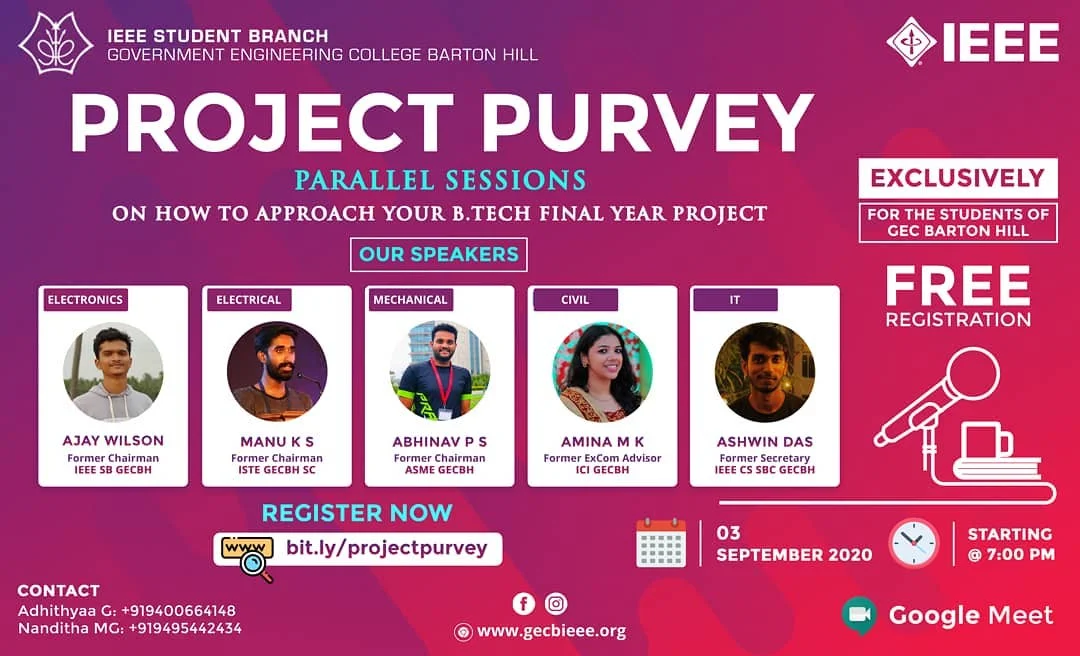 IEEE STUDENT BRANCH
GOVERNMENT ENGINEERING COLLEGE BARTON HILL
IEEE
PROJECT PURVEY
PARALLEL SESSIONS
ON HOW TO APPROACH YOUR B.TECH FINAL YEAR PROJECT
EXCLUSIVELY
FOR THE STUDENTS OF
GEC BARTON HILL
FREE
REGISTRATION
OUR SPEAKERS
ELECTRONICS
AJAY WILSON
Former Chairman
IEEE SB GECBH
ELECTRICAL
MANU K S
Former Chairman
ISTE GECBH SC
MECHANICAL
ABHINAV P S
Former Chairman
ASME GECBH
CIVIL
AMINA M K
Former ExCom Advisor
ICI GECBH
IT
ASHWIN DAS
Former Secretary
IEEE CS SBC GECBH
REGISTER NOW
www
bit.ly/projectpurvey
03
SEPTEMBER 2020
STARTING
@ 7:00 PM
CONTACT
Adhithyaa G: +919400664148
Nanditha MG: +919495442434
www.gecbieee.org
Google Meet